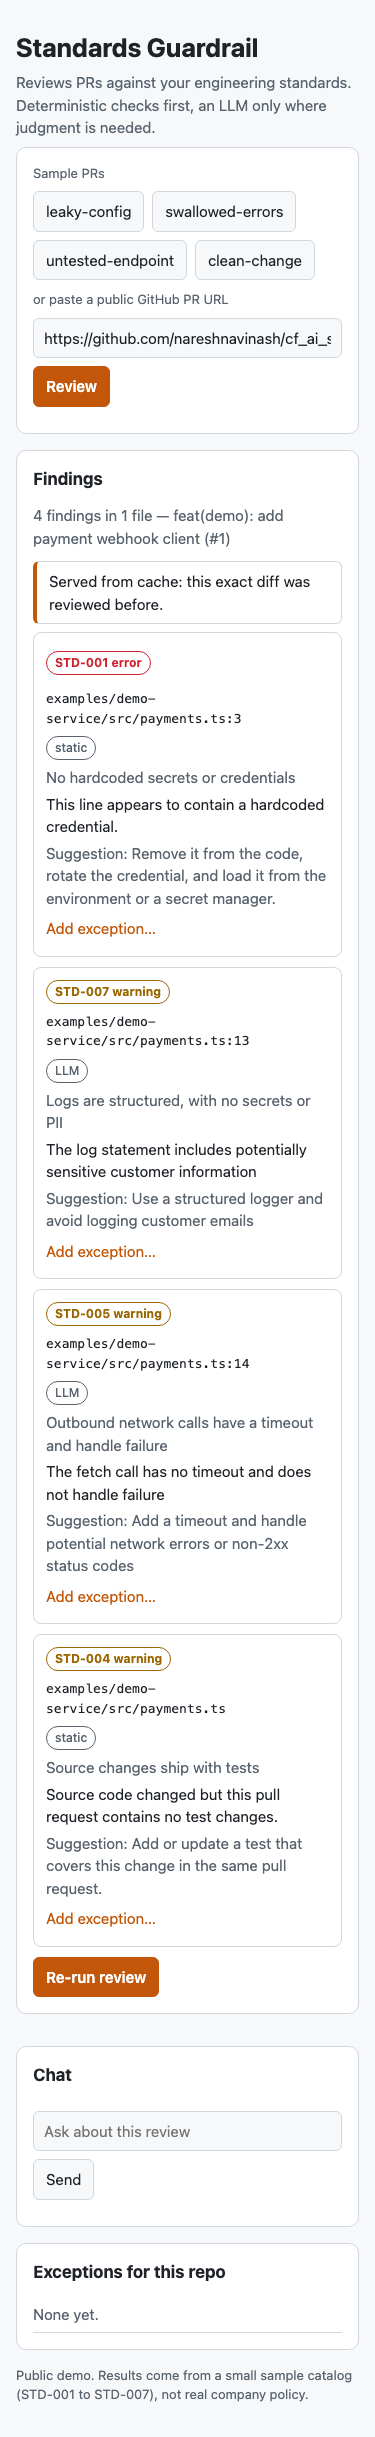 Standards Guardrail
Reviews PRs against your engineering standards.
Deterministic checks first, an LLM only where
judgment is needed.
Sample PRs
leaky-config
swallowed-errors
untested-endpoint
clean-change
or paste a public GitHub PR URL
https://github.com/nareshnavinash/cf_ai_s
Review
Findings
4 findings in 1 file — feat(demo): add
payment webhook client (#1)
Served from cache: this exact diff was
reviewed before.
STD-001 error
examples/demo-
service/src/payments.ts:3
static
No hardcoded secrets or credentials
This line appears to contain a hardcoded
credential.
Suggestion: Remove it from the code,
rotate the credential, and load it from the
environment or a secret manager.
Add exception...
STD-007 warning
examples/demo-
service/src/payments.ts:13
LLM
Logs are structured, with no secrets or
PII
The log statement includes potentially
sensitive customer information
Suggestion: Use a structured logger and
avoid logging customer emails
Add exception...
STD-005 warning
examples/demo-
service/src/payments.ts:14
LLM
Outbound network calls have a timeout
and handle failure
The fetch call has no timeout and does
not handle failure
Suggestion: Add a timeout and handle
potential network errors or non-2xx
status codes
Add exception...
STD-004 warning
examples/demo-
service/src/payments.ts
static
Source changes ship with tests
Source code changed but this pull
request contains no test changes.
Suggestion: Add or update a test that
covers this change in the same pull
request.
Add exception...
Re-run review
Chat
Ask about this review
Send
Exceptions for this repo
None yet.
Public demo. Results come from a small sample catalog
(STD-001 to STD-007), not real company policy.